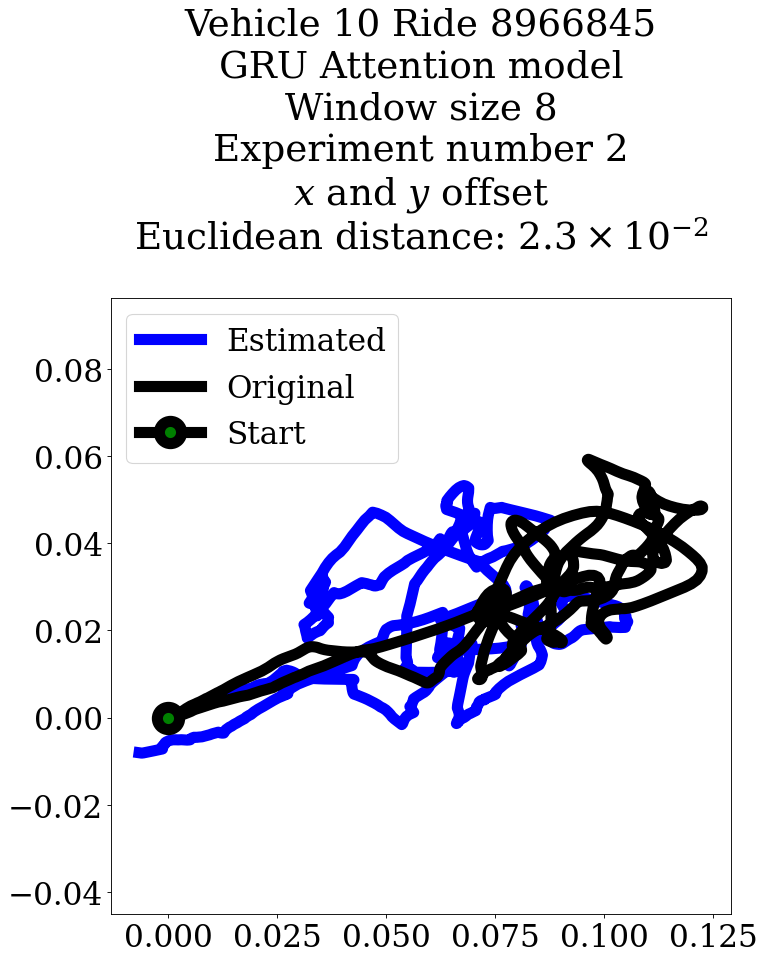 Vehicle 10 Ride 8966845
GRU Attention model
Window size 8
Experiment number 2
x and y offset
Euclidean distance: 2.3 × 10⁻²
Estimated
Original
Start
0.08
0.06
0.04
0.02
0.00
−0.02
−0.04
0.000 0.025 0.050 0.075 0.100 0.125